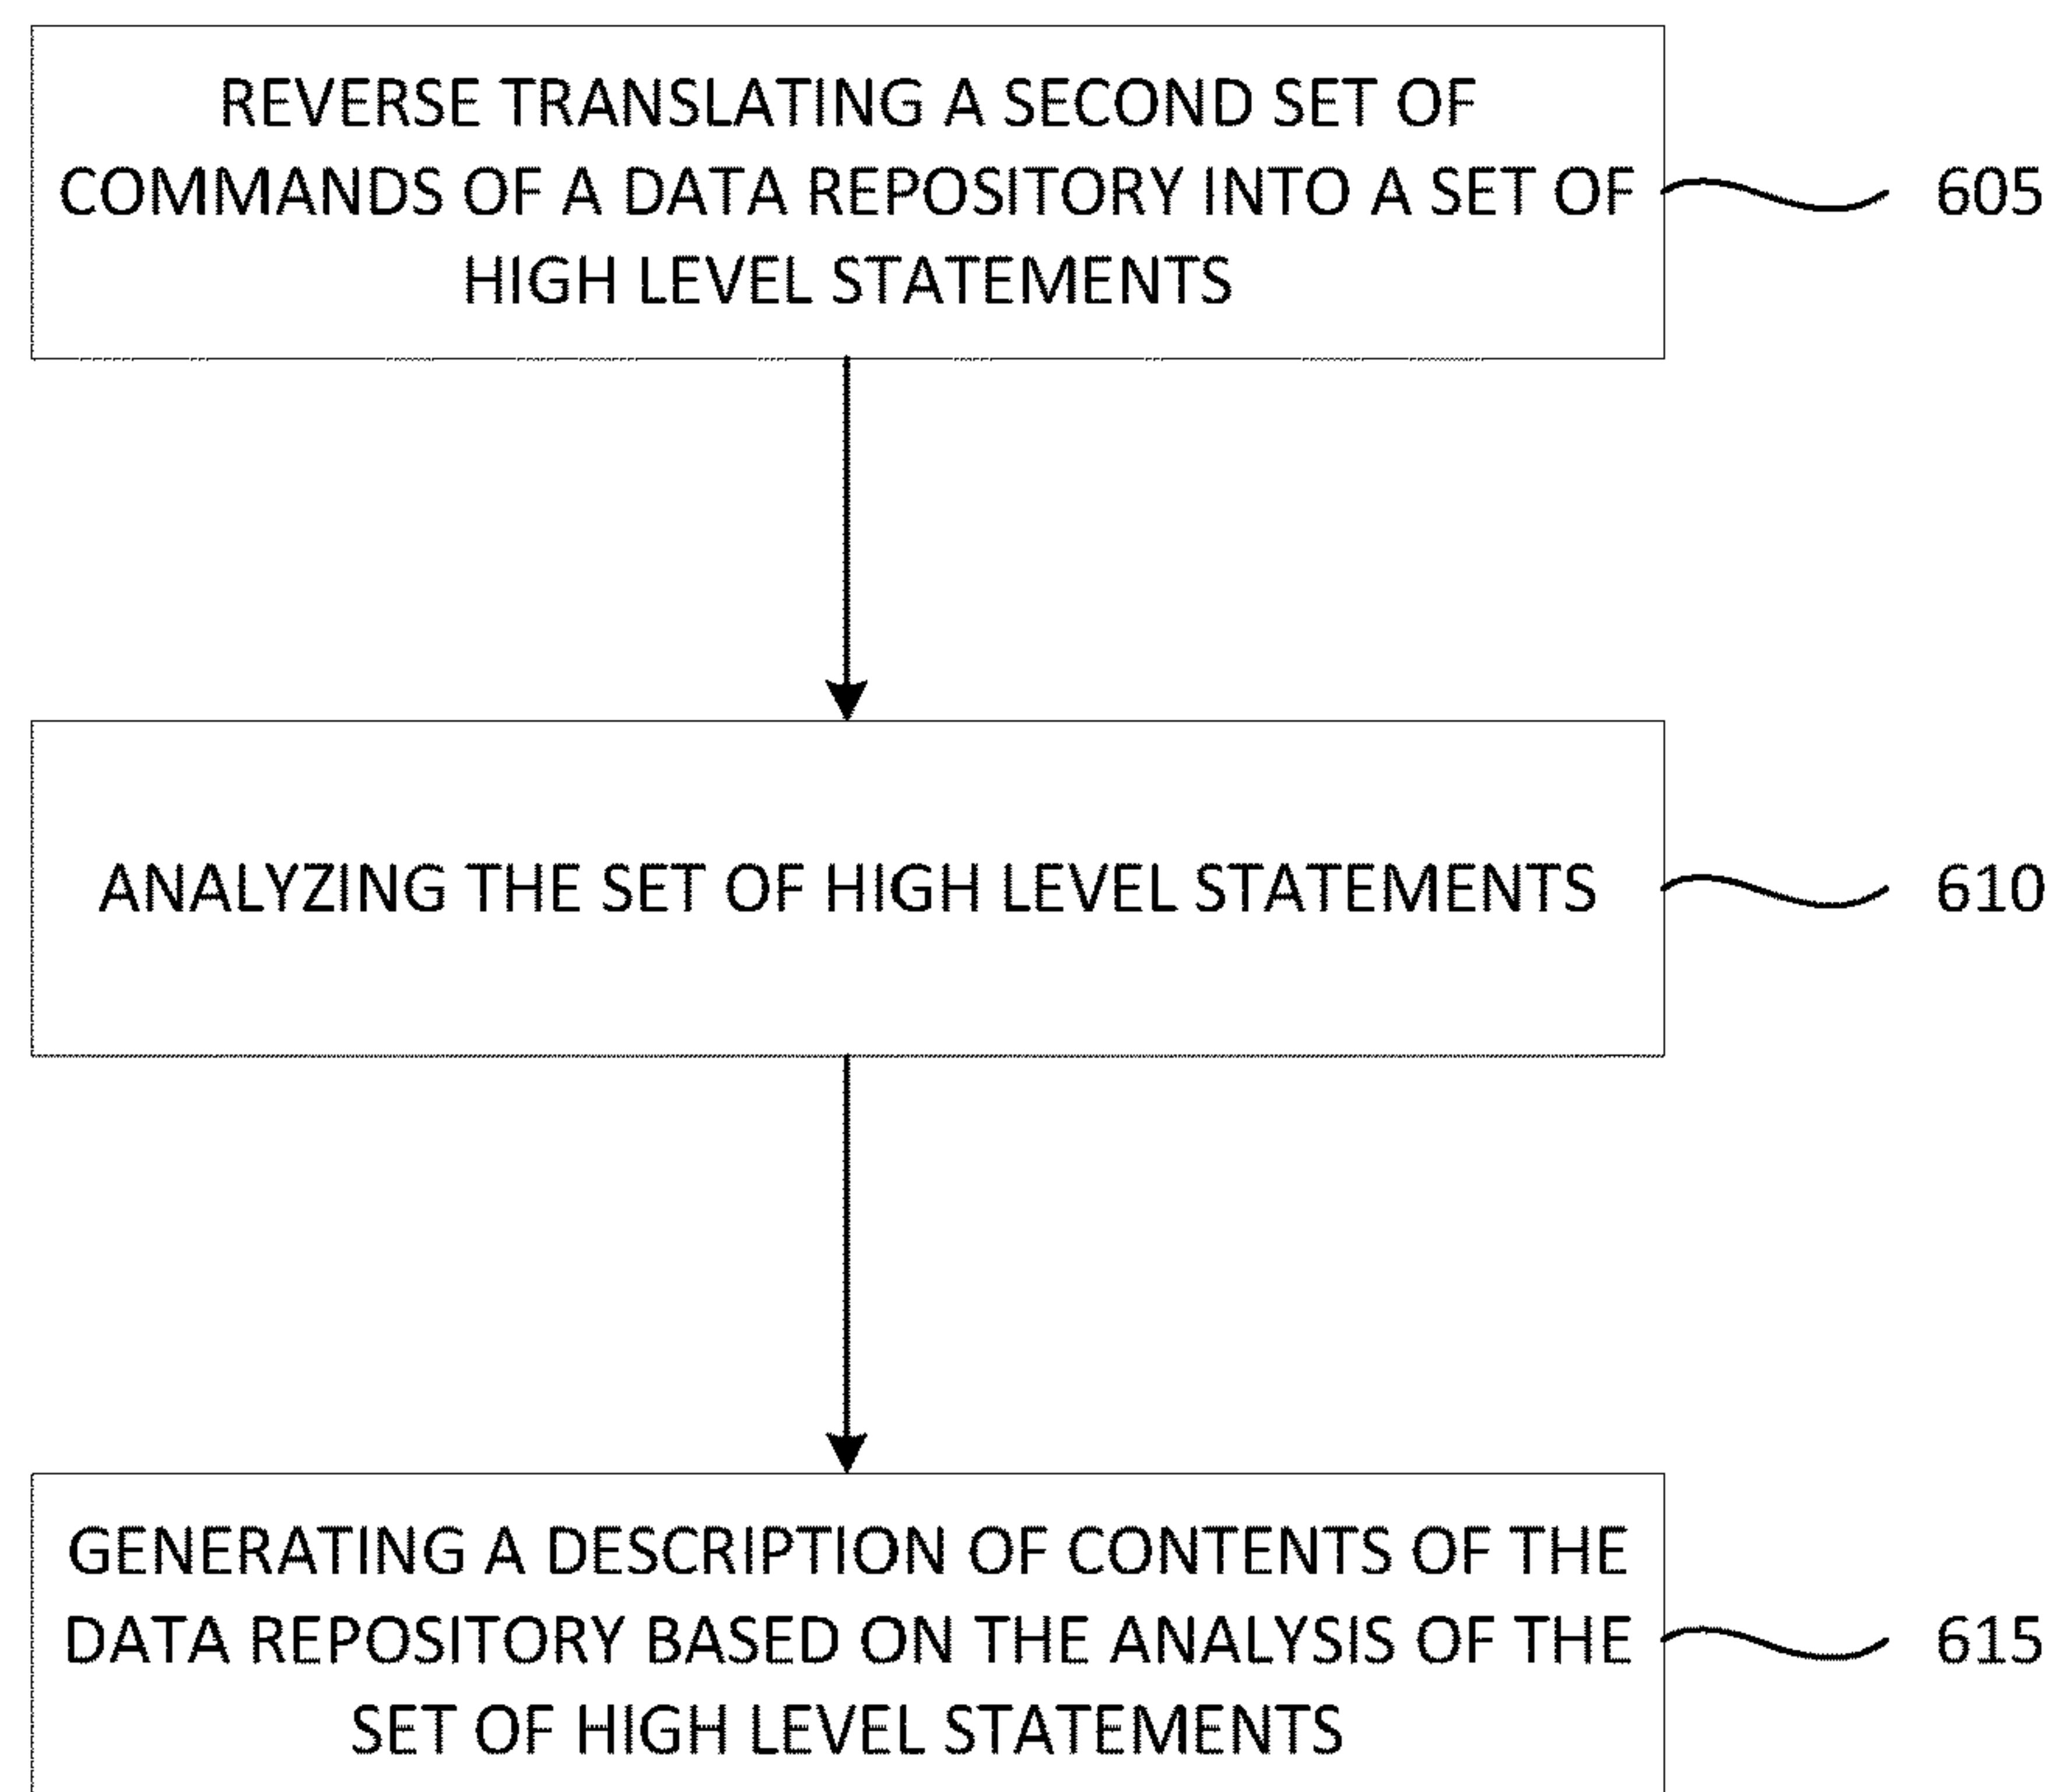 REVERSE TRANSLATING A SECOND SET OF
COMMANDS OF A DATA REPOSITORY INTO A SET OF
HIGH LEVEL STATEMENTS
605
ANALYZING THE SET OF HIGH LEVEL STATEMENTS
610
GENERATING A DESCRIPTION OF CONTENTS OF THE
DATA REPOSITORY BASED ON THE ANALYSIS OF THE
SET OF HIGH LEVEL STATEMENTS
615